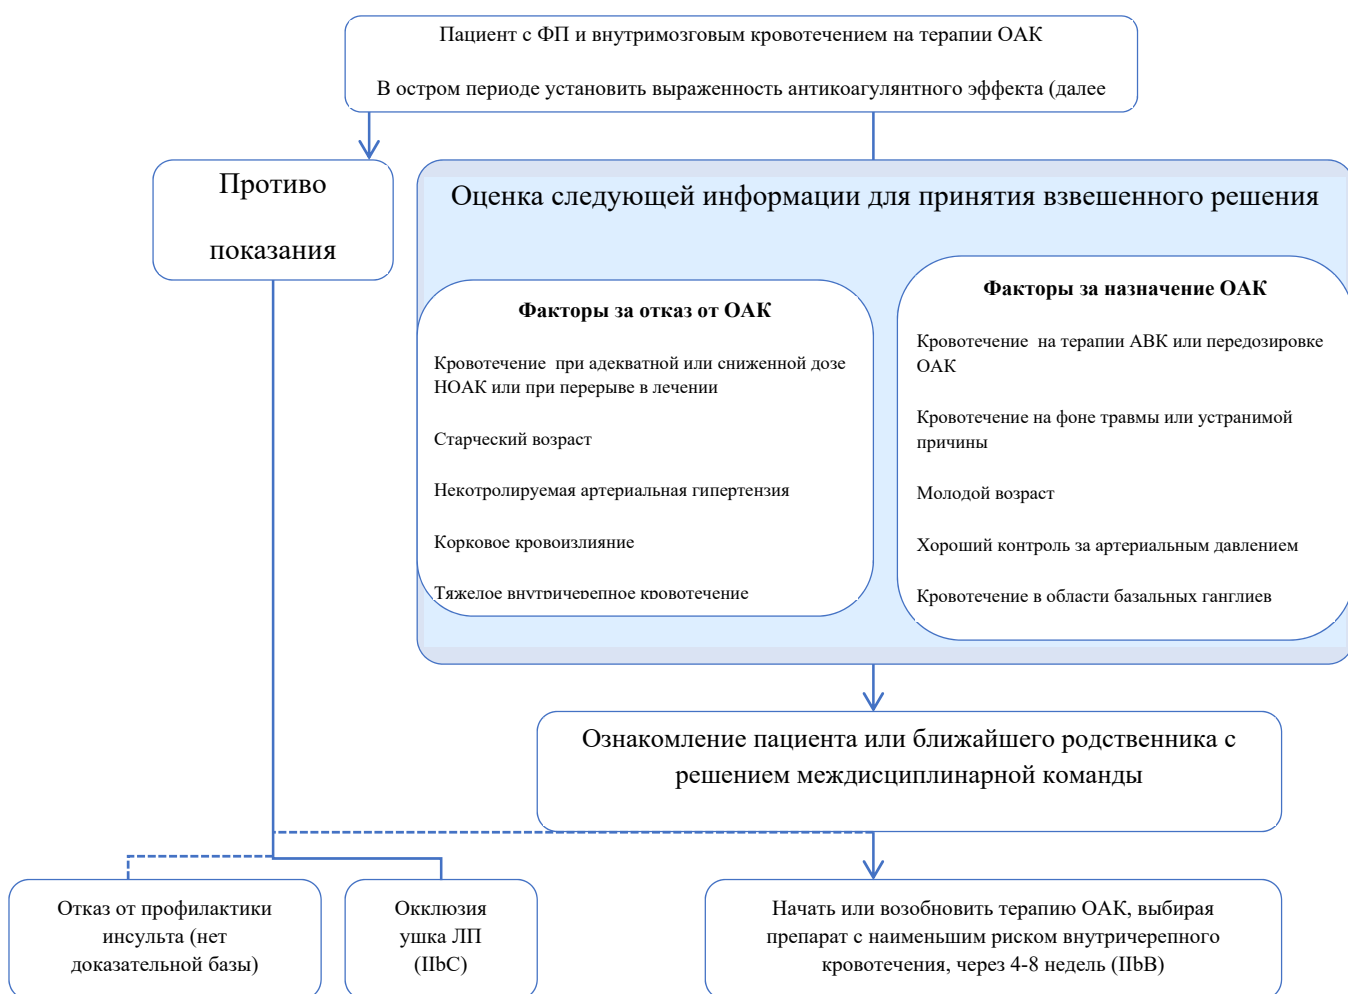 Пациент с ФП и внутримозговым кровотечением на терапии ОАК
В остром периоде установить выраженность антикоагулянтного эффекта (далее
Противо
показания
Оценка следующей информации для принятия взвешенного решения
Факторы за отказ от ОАК
Кровотечение при адекватной или сниженной дозе
НОАК или при перерыве в лечении
Старческий возраст
Некотролируемая артериальная гипертензия
Корковое кровоизлияние
Тяжелое внутричерепное кровотечение
Факторы за назначение ОАК
Кровотечение на терапии АВК или передозировке
ОАК
Кровотечение на фоне травмы или устранимой
причины
Молодой возраст
Хороший контроль за артериальным давлением
Кровотечение в области базальных ганглиев
Ознакомление пациента или ближайшего родственника с
решением междисциплинарной команды
Отказ от профилактики
инсульта (нет
доказательной базы)
Окклюзия
ушка ЛП
(IIbC)
Начать или возобновить терапию ОАК, выбирая
препарат с наименьшим риском внутричерепного
кровотечения, через 4-8 недель (IIbB)